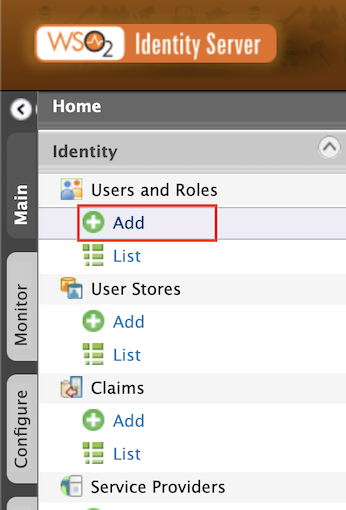 WSO2 Identity Server
Home
Identity
Main
Users and Roles
Add
List
Monitor
User Stores
Add
List
Configure
Claims
Add
List
Service Providers